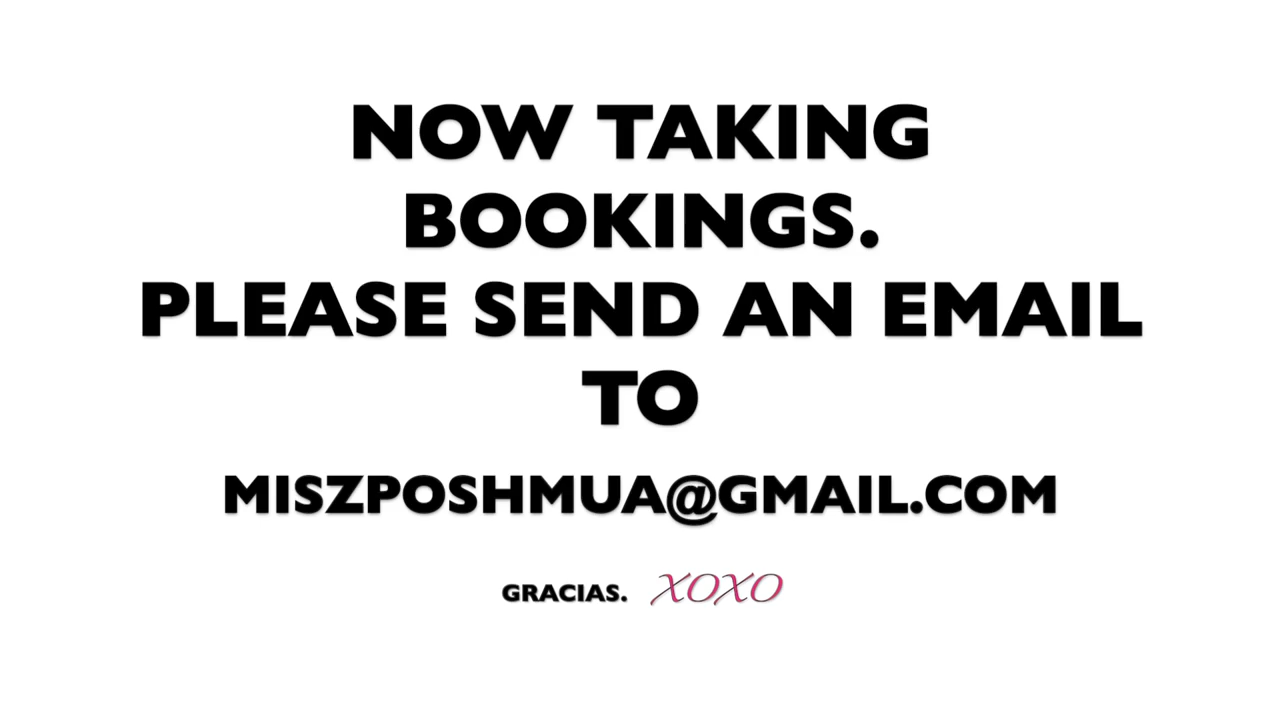 NOW TAKING
BOOKINGS.
PLEASE SEND AN EMAIL
TO
MISZPOSHMUA@GMAIL.COM
GRACIAS. XOXO